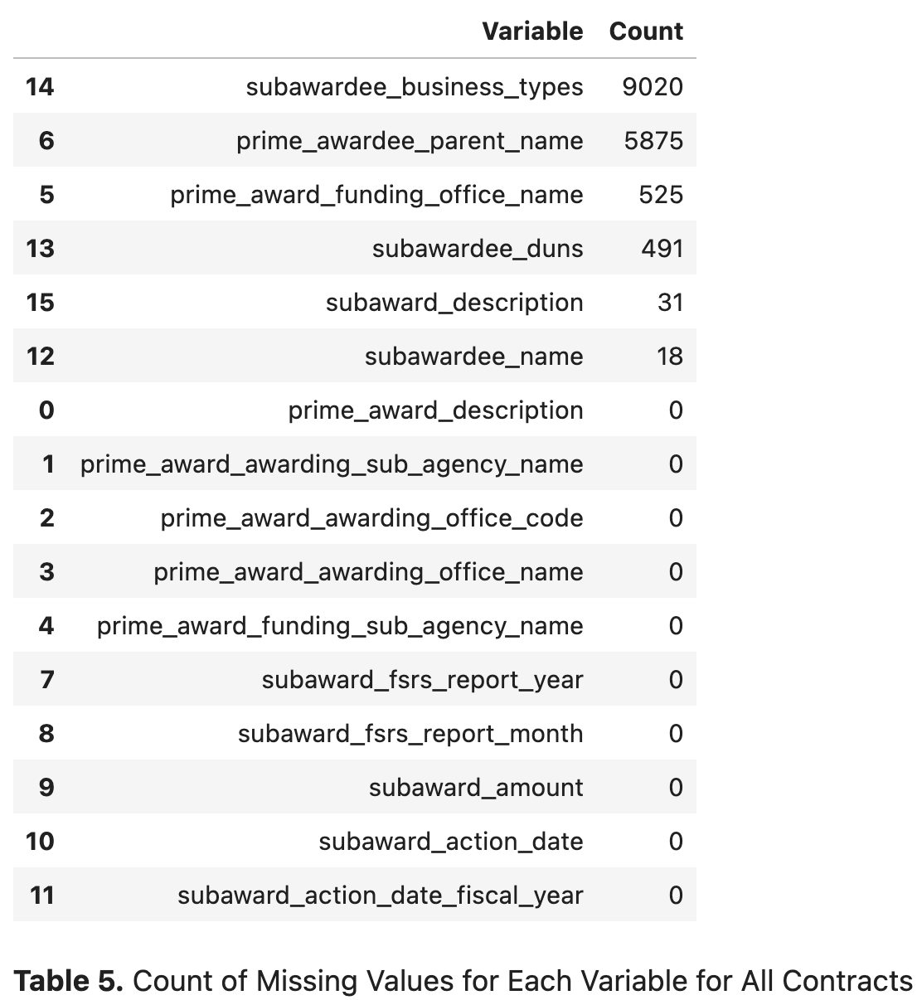 Variable Count
14 subawardee_business_types 9020
6 prime_awardee_parent_name 5875
5 prime_award_funding_office_name 525
13 subawardee_duns 491
15 subaward_description 31
12 subawardee_name 18
0 prime_award_description 0
1 prime_award_awarding_sub_agency_name 0
2 prime_award_awarding_office_code 0
3 prime_award_awarding_office_name 0
4 prime_award_funding_sub_agency_name 0
7 subaward_fsrs_report_year 0
8 subaward_fsrs_report_month 0
9 subaward_amount 0
10 subaward_action_date 0
11 subaward_action_date_fiscal_year 0
Table 5. Count of Missing Values for Each Variable for All Contracts